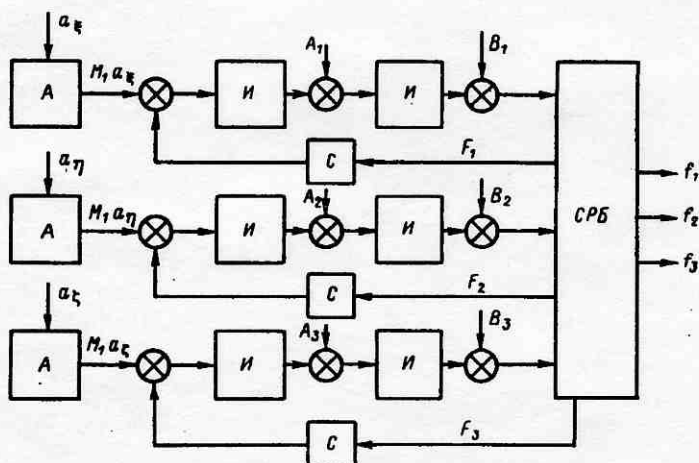 a_ξ
A M₁a_ξ И A₁ И B₁
C F₁
a_η
A M₁a_η И A₂ И B₂
C F₂
a_ζ
A M₁a_ζ И A₃ И B₃
C F₃
СРБ
f₁
f₂
f₃